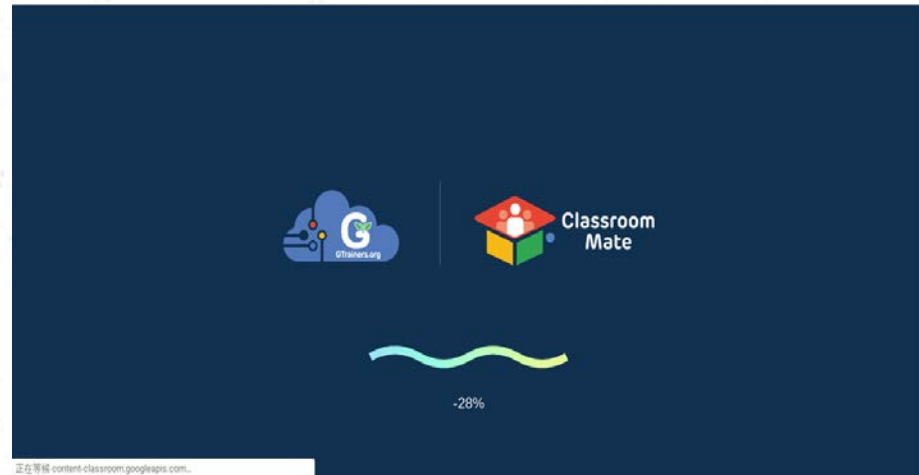 G
GTrainers.org
Classroom
Mate
-28%
正在等候 content-classroom.googleapis.com...